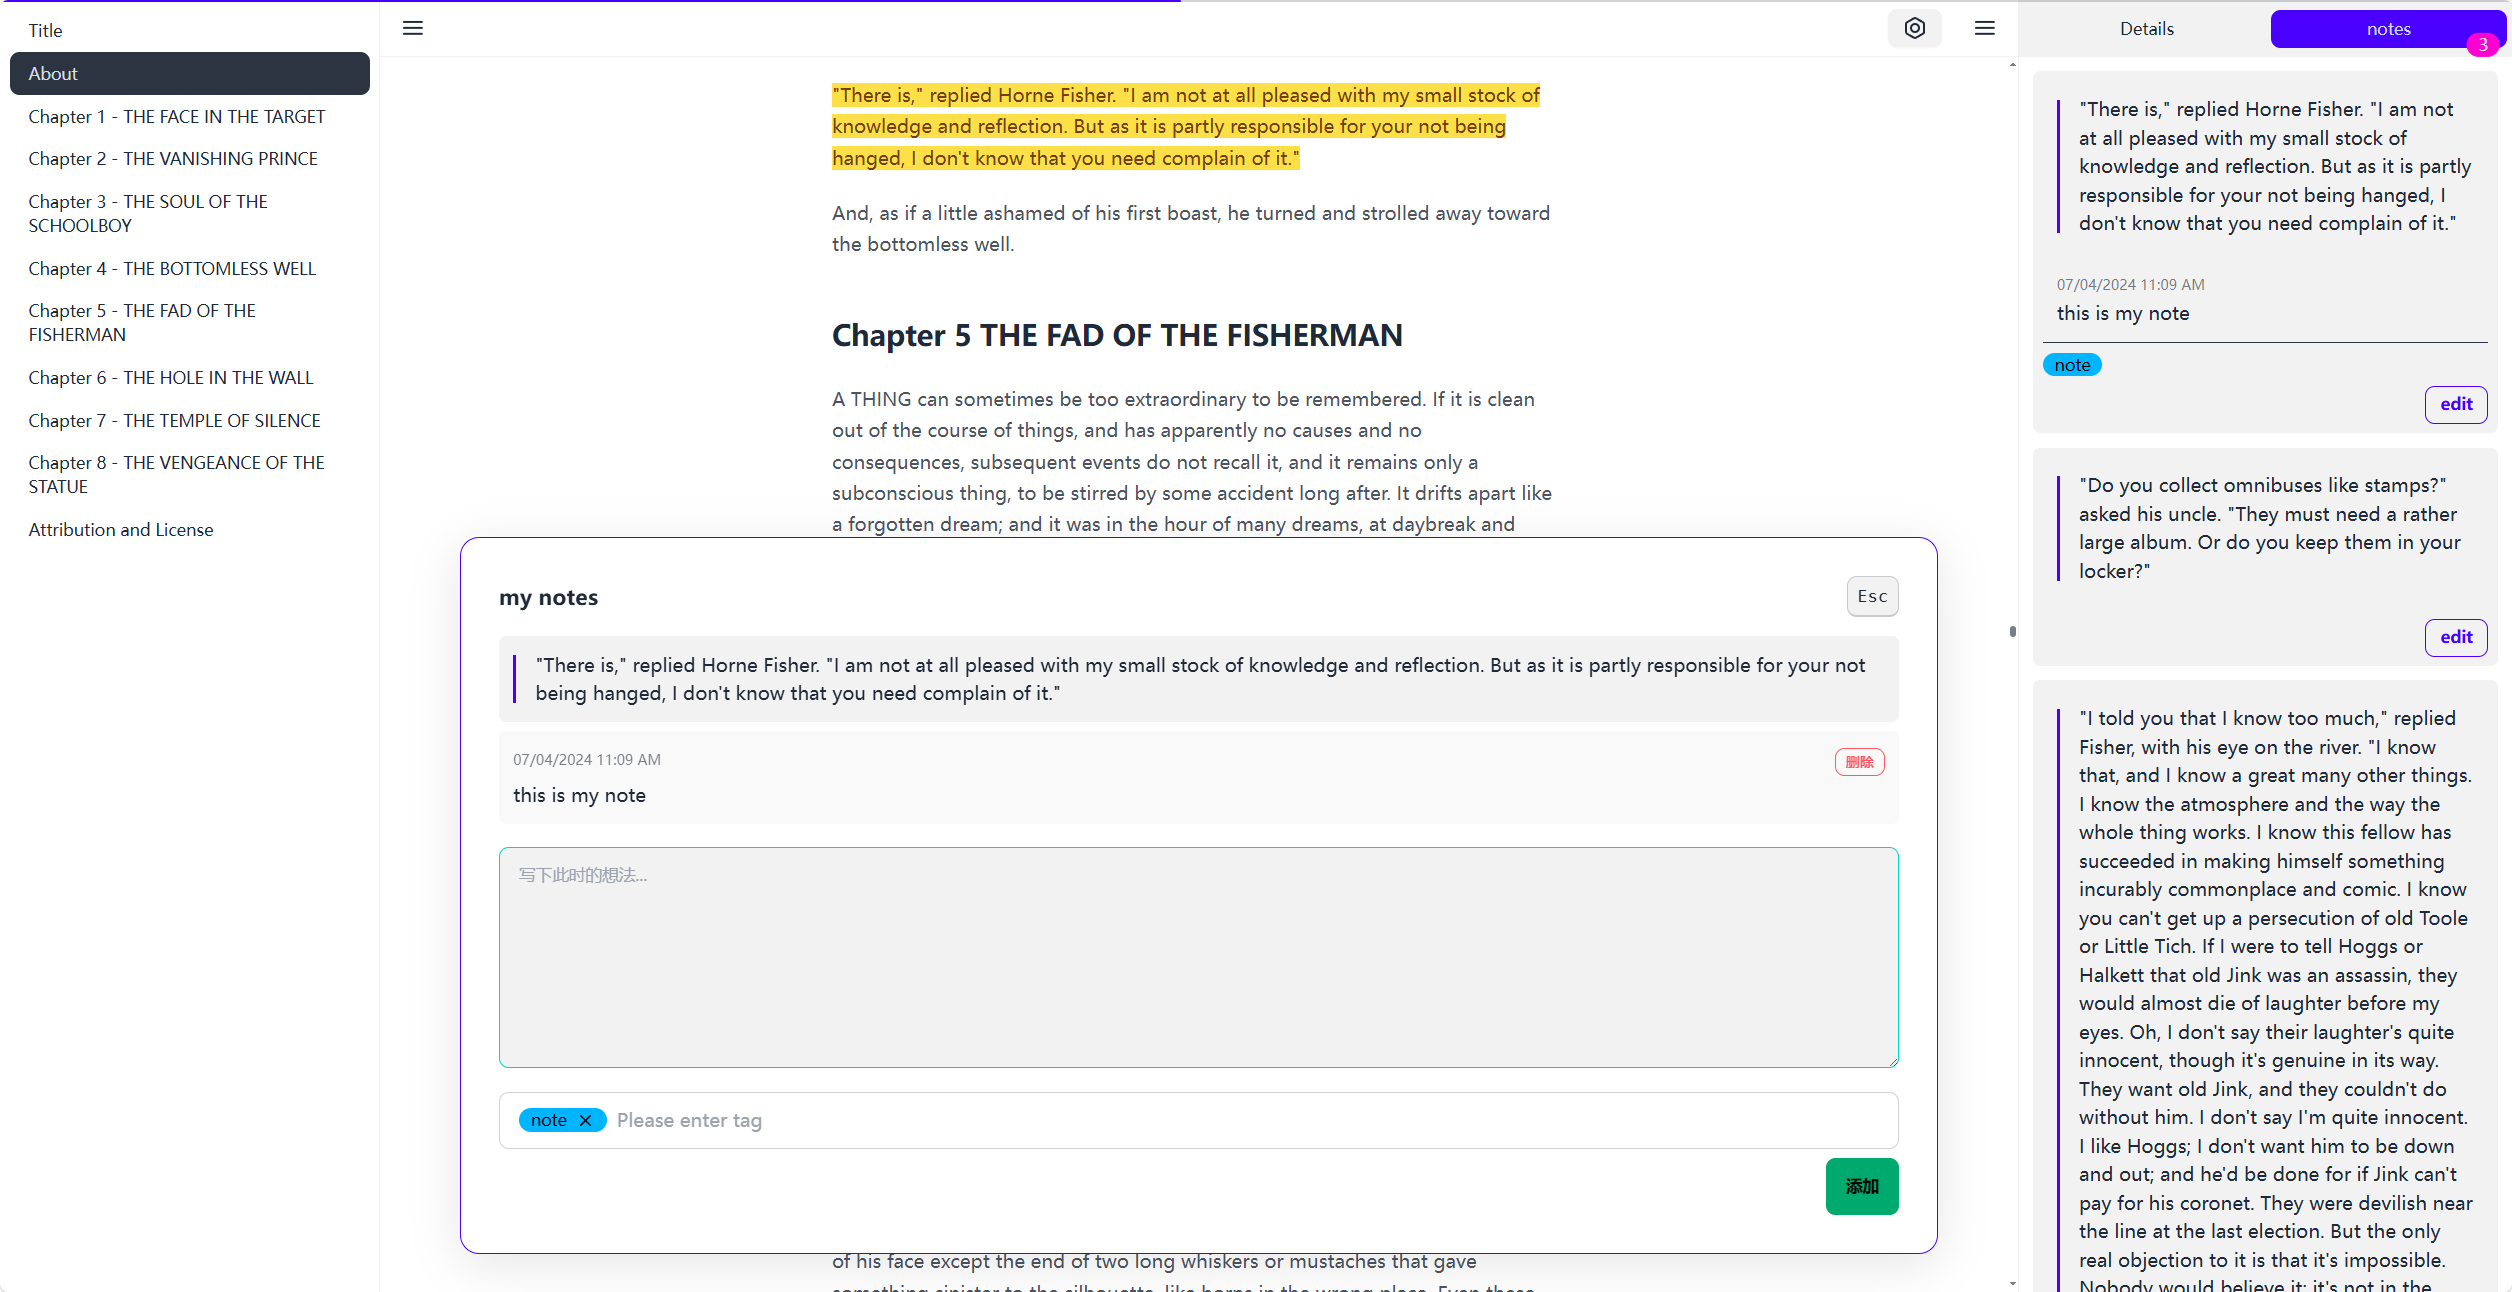 Title
About
Chapter 1 - THE FACE IN THE TARGET
Chapter 2 - THE VANISHING PRINCE
Chapter 3 - THE SOUL OF THE
SCHOOLBOY
Chapter 4 - THE BOTTOMLESS WELL
Chapter 5 - THE FAD OF THE
FISHERMAN
Chapter 6 - THE HOLE IN THE WALL
Chapter 7 - THE TEMPLE OF SILENCE
Chapter 8 - THE VENGEANCE OF THE
STATUE
Attribution and License
"There is," replied Horne Fisher. "I am not at all pleased with my small stock of
knowledge and reflection. But as it is partly responsible for your not being
hanged, I don't know that you need complain of it."
And, as if a little ashamed of his first boast, he turned and strolled away toward
the bottomless well.
Chapter 5 THE FAD OF THE FISHERMAN
A THING can sometimes be too extraordinary to be remembered. If it is clean
out of the course of things, and has apparently no causes and no
consequences, subsequent events do not recall it, and it remains only a
subconscious thing, to be stirred by some accident long after. It drifts apart like
a forgotten dream; and it was in the hour of many dreams, at daybreak and
my notes
Esc
"There is," replied Horne Fisher. "I am not at all pleased with my small stock of knowledge and reflection. But as it is partly responsible for your not
being hanged, I don't know that you need complain of it."
07/04/2024 11:09 AM
删除
this is my note
写下此时的想法...
note
Please enter tag
添加
of his face except the end of two long whiskers or mustaches that gave
something sinister to the silhouette, like horns in the wrong place. Even these
Details
notes
3
"There is," replied Horne Fisher. "I am not
at all pleased with my small stock of
knowledge and reflection. But as it is partly
responsible for your not being hanged, I
don't know that you need complain of it."
07/04/2024 11:09 AM
this is my note
note
edit
"Do you collect omnibuses like stamps?"
asked his uncle. "They must need a rather
large album. Or do you keep them in your
locker?"
edit
"I told you that I know too much," replied
Fisher, with his eye on the river. "I know
that, and I know a great many other things.
I know the atmosphere and the way the
whole thing works. I know this fellow has
succeeded in making himself something
incurably commonplace and comic. I know
you can't get up a persecution of old Toole
or Little Tich. If I were to tell Hoggs or
Halkett that old Jink was an assassin, they
would almost die of laughter before my
eyes. Oh, I don't say their laughter's quite
innocent, though it's genuine in its way.
They want old Jink, and they couldn't do
without him. I don't say I'm quite innocent.
I like Hoggs; I don't want him to be down
and out; and he'd be done for if Jink can't
pay for his coronet. They were devilish near
the line at the last election. But the only
real objection to it is that it's impossible.
Nobody would believe it; it's not in the